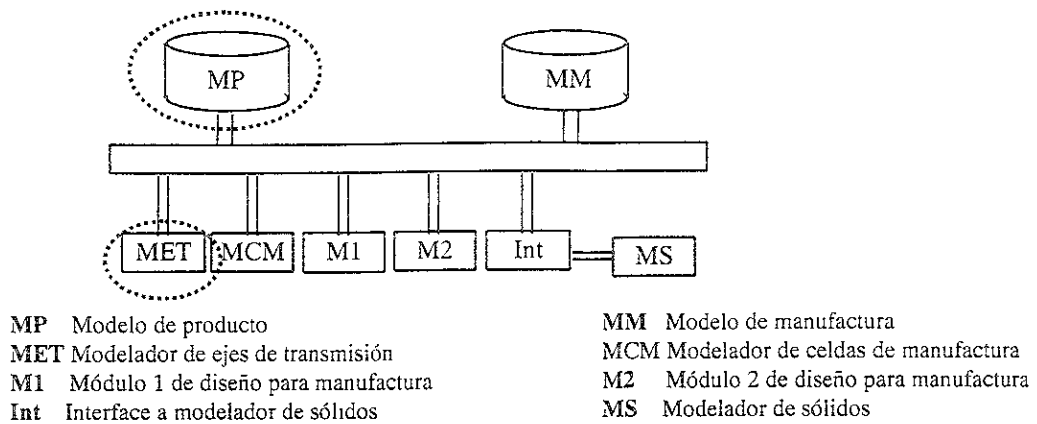 MP
MM
MET
MCM
M1
M2
Int
MS
MP Modelo de producto
MM Modelo de manufactura
MET Modelador de ejes de transmisión
MCM Modelador de celdas de manufactura
M1 Módulo 1 de diseño para manufactura
M2 Módulo 2 de diseño para manufactura
Int Interface a modelador de sólidos
MS Modelador de sólidos